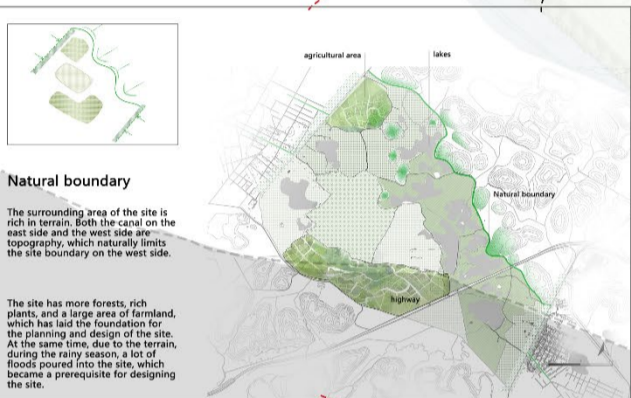 agricultural area
lakes
Natural boundary
highway
Natural boundary
The surrounding area of the site is
rich in terrain. Both the canal on the
east side and the west side are
topography, which naturally limits
the site boundary on the west side.
The site has more forests, rich
plants, and a large area of farmland,
which has laid the foundation for
the planning and design of the site.
At the same time, due to the terrain,
during the rainy season, a lot of
floods poured into the site, which
became a prerequisite for designing
the site.